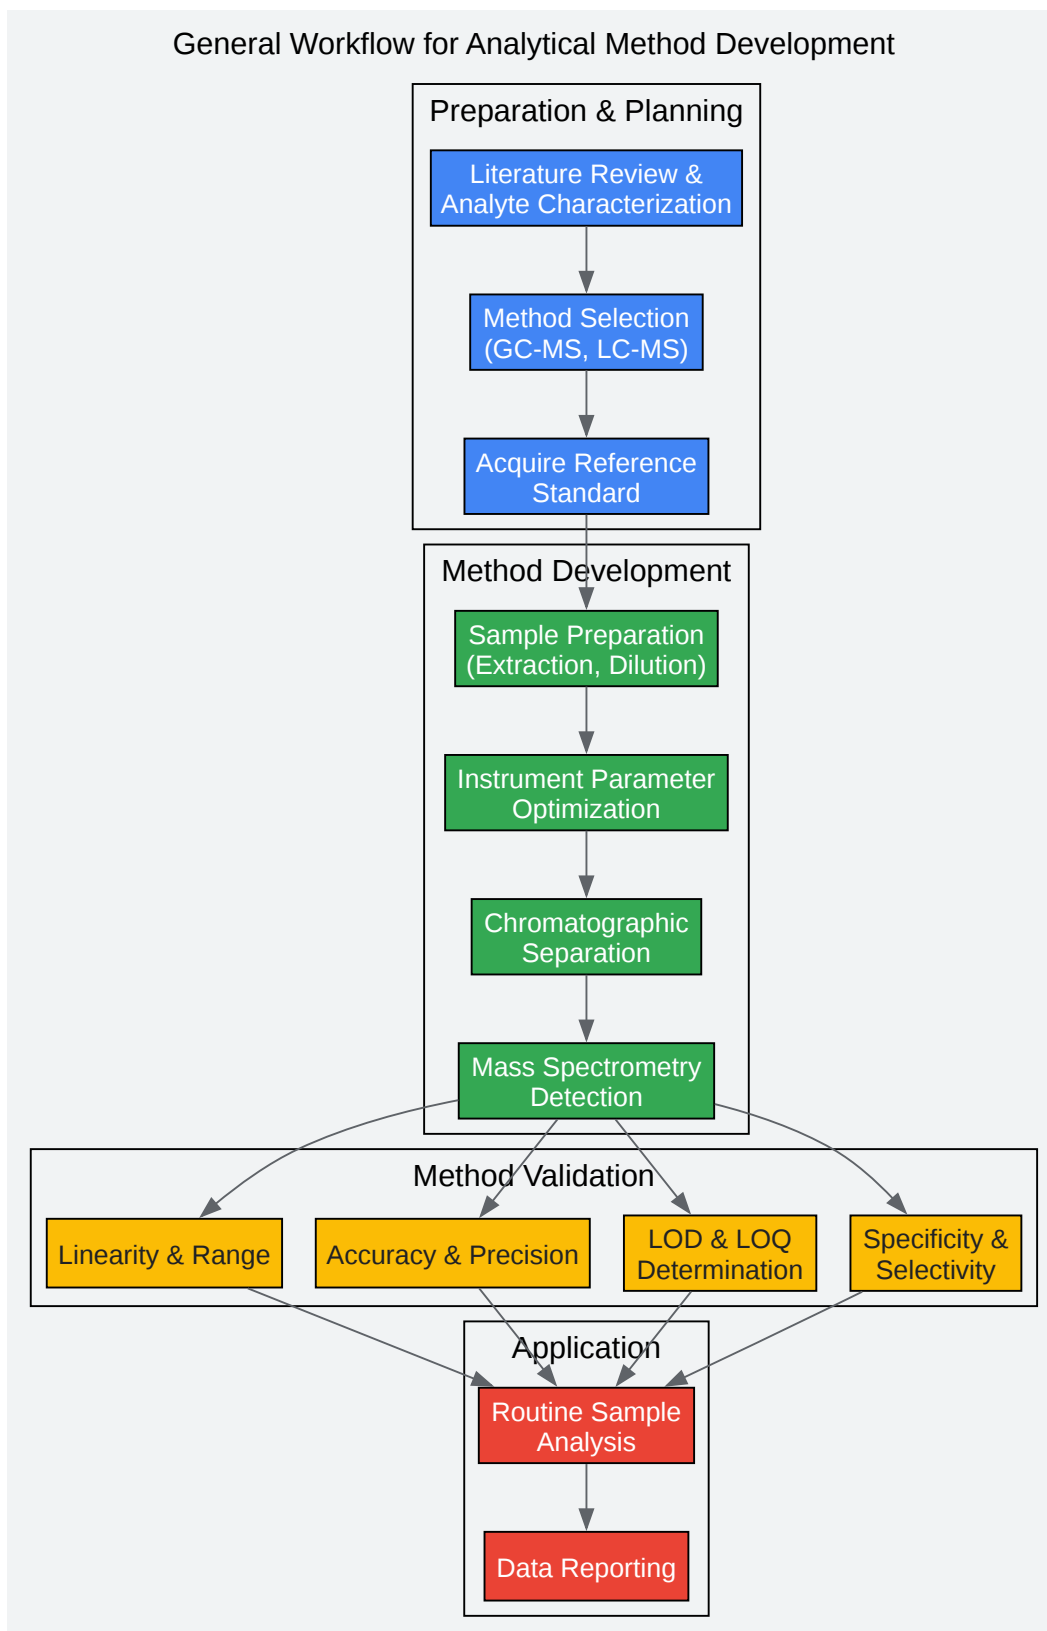 General Workflow for Analytical Method Development
Preparation & Planning
Literature Review &
Analyte Characterization
Method Selection
(GC-MS, LC-MS)
Acquire Reference
Standard
Method Development
Sample Preparation
(Extraction, Dilution)
Instrument Parameter
Optimization
Chromatographic
Separation
Mass Spectrometry
Detection
Method Validation
Linearity & Range
Accuracy & Precision
LOD & LOQ
Determination
Specificity &
Selectivity
Application
Routine Sample
Analysis
Data Reporting